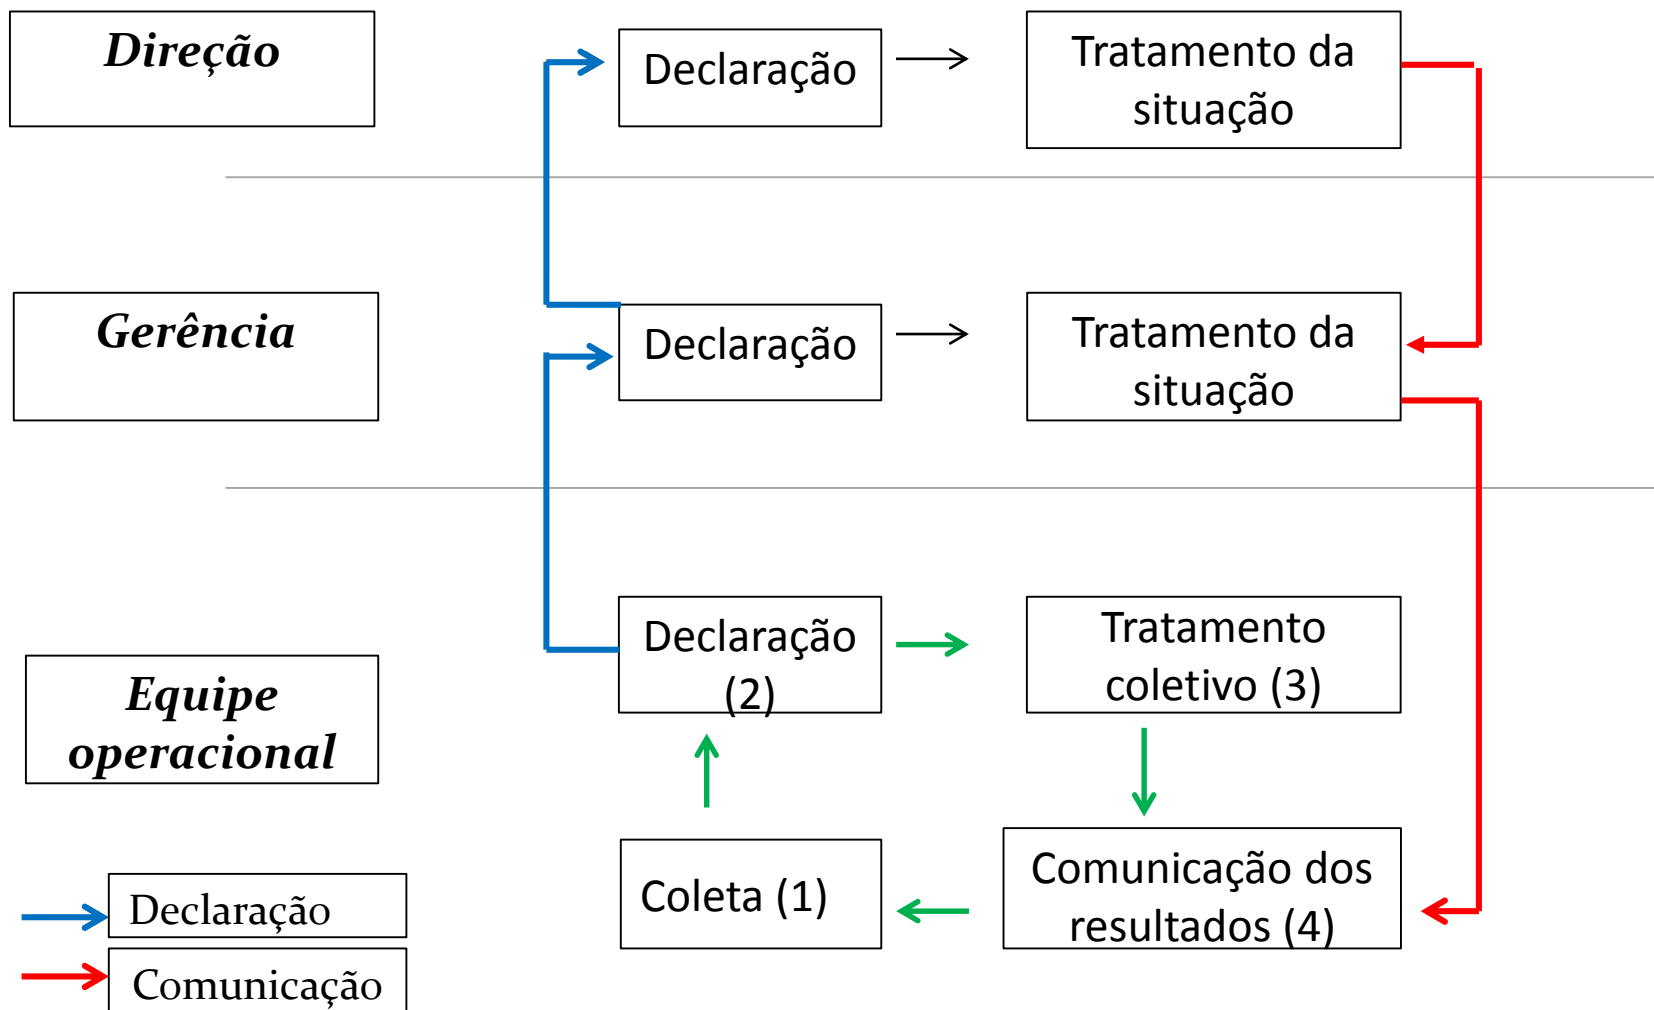 Direção
Declaração
Tratamento da
situação
Gerência
Declaração
Tratamento da
situação
Equipe
operacional
Declaração
(2)
Tratamento
coletivo (3)
Coleta (1)
Comunicação dos
resultados (4)
Declaração
Comunicação